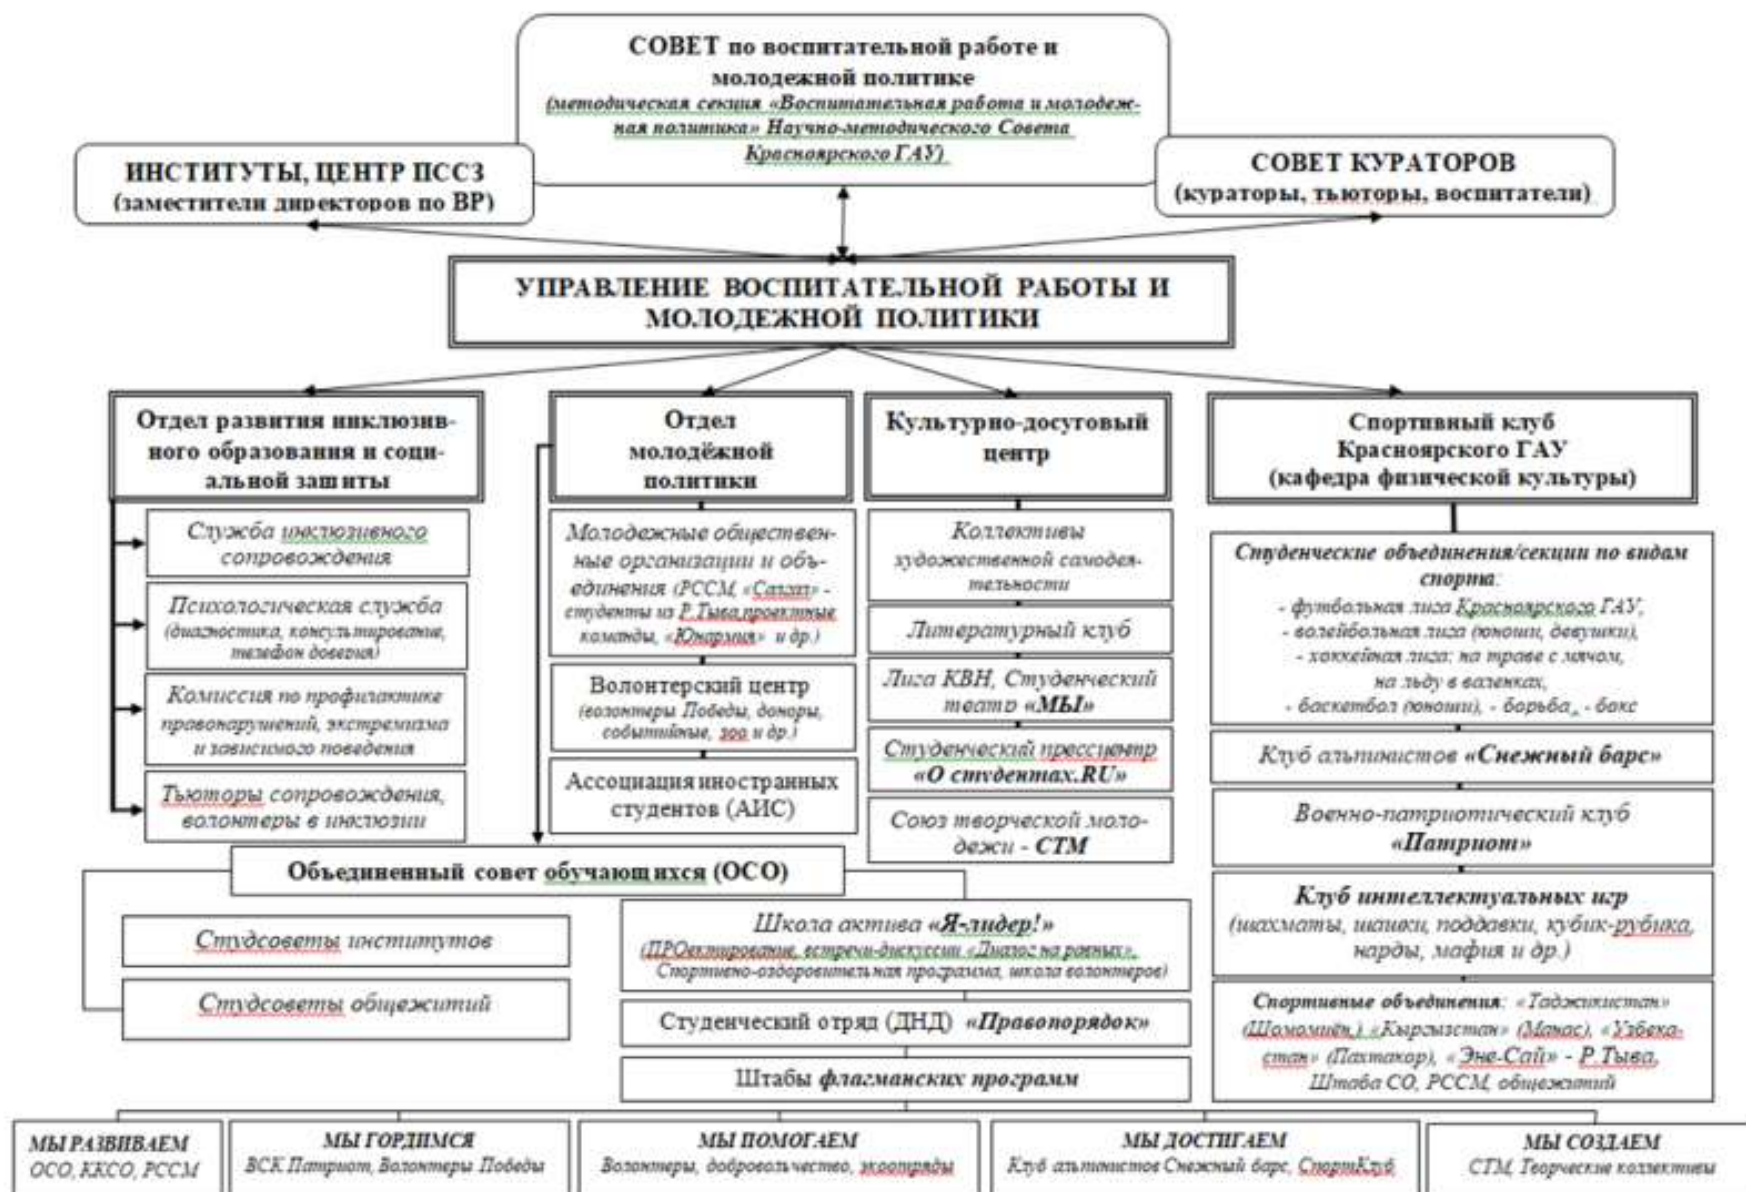 СОВЕТ по воспитательной работе и
молодежной политике
(методическая секция «Воспитательная работа и молодеж-
ная политика» Научно-методического Совета
Красноярского ГАУ)
ИНСТИТУТЫ, ЦЕНТР ПССЗ
(заместители директоров по ВР)
СОВЕТ КУРАТОРОВ
(кураторы, тьюторы, воспитатели)
УПРАВЛЕНИЕ ВОСПИТАТЕЛЬНОЙ РАБОТЫ И
МОЛОДЕЖНОЙ ПОЛИТИКИ
Отдел развития инклюзив-
ного образования и соци-
альной защиты
Служба инклюзивного
сопровождения
Психологическая служба
(диагностика, консультирование,
телефон доверия)
Комиссия по профилактике
правонарушений, экстремизма
и зависимого поведения
Тьюторы сопровождения,
волонтеры в инклюзии
Отдел
молодёжной
политики
Молодежные обществен-
ные организации и объ-
единения (РССМ, «Салгал» -
студенты из Р.Тыва,проектные
команды, «Юнармия» и др.)
Волонтерский центр
(волонтеры Победы, доноры,
событийные, зоо и др.)
Ассоциация иностранных
студентов (АИС)
Культурно-досуговый
центр
Коллективы
художественной самодея-
тельности
Литературный клуб
Лига КВН, Студенческий
театр «МЫ»
Студенческий прессцентр
«О студентах.RU»
Союз творческой моло-
дежи - СТМ
Спортивный клуб
Красноярского ГАУ
(кафедра физической культуры)
Студенческие объединения/секции по видам
спорта:
- футбольная лига Красноярского ГАУ,
- волейбольная лига (юноши, девушки),
- хоккейная лига: на траве с мячом,
на льду в валенках,
- баскетбол (юноши), - борьба, - бокс
Клуб альпинистов «Снежный барс»
Военно-патриотический клуб
«Патриот»
Клуб интеллектуальных игр
(шахматы, шашки, поддавки, кубик-рубика,
нарды, мафия и др.)
Спортивные объединения: «Таджикистан»
(Шомомиён,) «Кыргызстан» (Манас), «Узбека-
стан» (Пахтакор), «Эне-Сай» - Р.Тыва,
Штаба СО, РССМ, общежитий
Объединенный совет обучающихся (ОСО)
Студсоветы институтов
Студсоветы общежитий
Школа актива «Я-лидер!»
(ПРОектирование, встречи-дискуссии «Диалог на равных»,
Спортивно-оздоровительная программа, школа волонтеров)
Студенческий отряд (ДНД) «Правопорядок»
Штабы флагманских программ
МЫ РАЗВИВАЕМ
ОСО, ККСО, РССМ
МЫ ГОРДИМСЯ
ВСК Патриот, Волонтеры Победы
МЫ ПОМОГАЕМ
Волонтеры, добровольчество, экоотряды
МЫ ДОСТИГАЕМ
Клуб альпинистов Снежный барс, СпортКлуб
МЫ СОЗДАЕМ
СТМ, Творческие коллективы